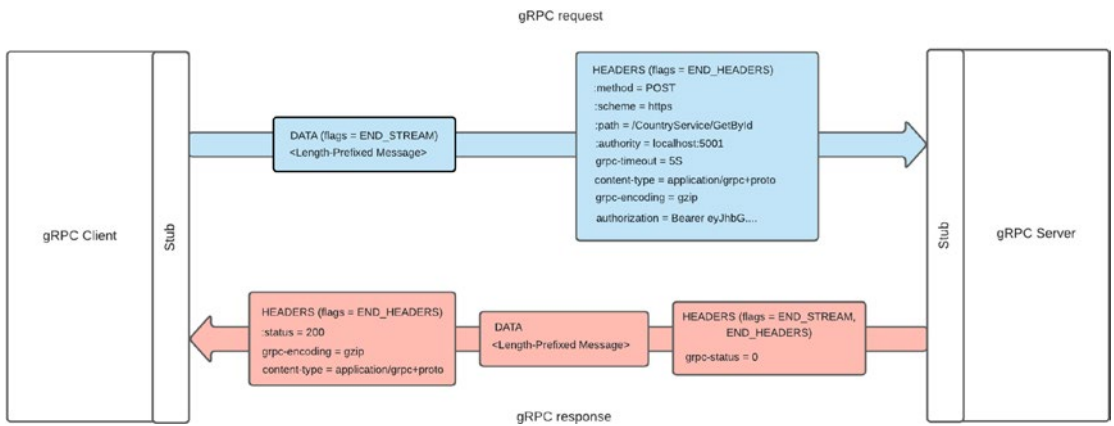 gRPC request
gRPC Client
Stub
DATA (flags = END_STREAM)
<Length-Prefixed Message>
HEADERS (flags = END_HEADERS)
:method = POST
:scheme = https
:path = /CountryService/GetById
:authority = localhost:5001
grpc-timeout = 5S
content-type = application/grpc+proto
grpc-encoding = gzip
authorization = Bearer eyJhbG....
Stub
gRPC Server
HEADERS (flags = END_HEADERS)
:status = 200
grpc-encoding = gzip
content-type = application/grpc+proto
DATA
<Length-Prefixed Message>
HEADERS (flags = END_STREAM,
END_HEADERS)
grpc-status = 0
gRPC response